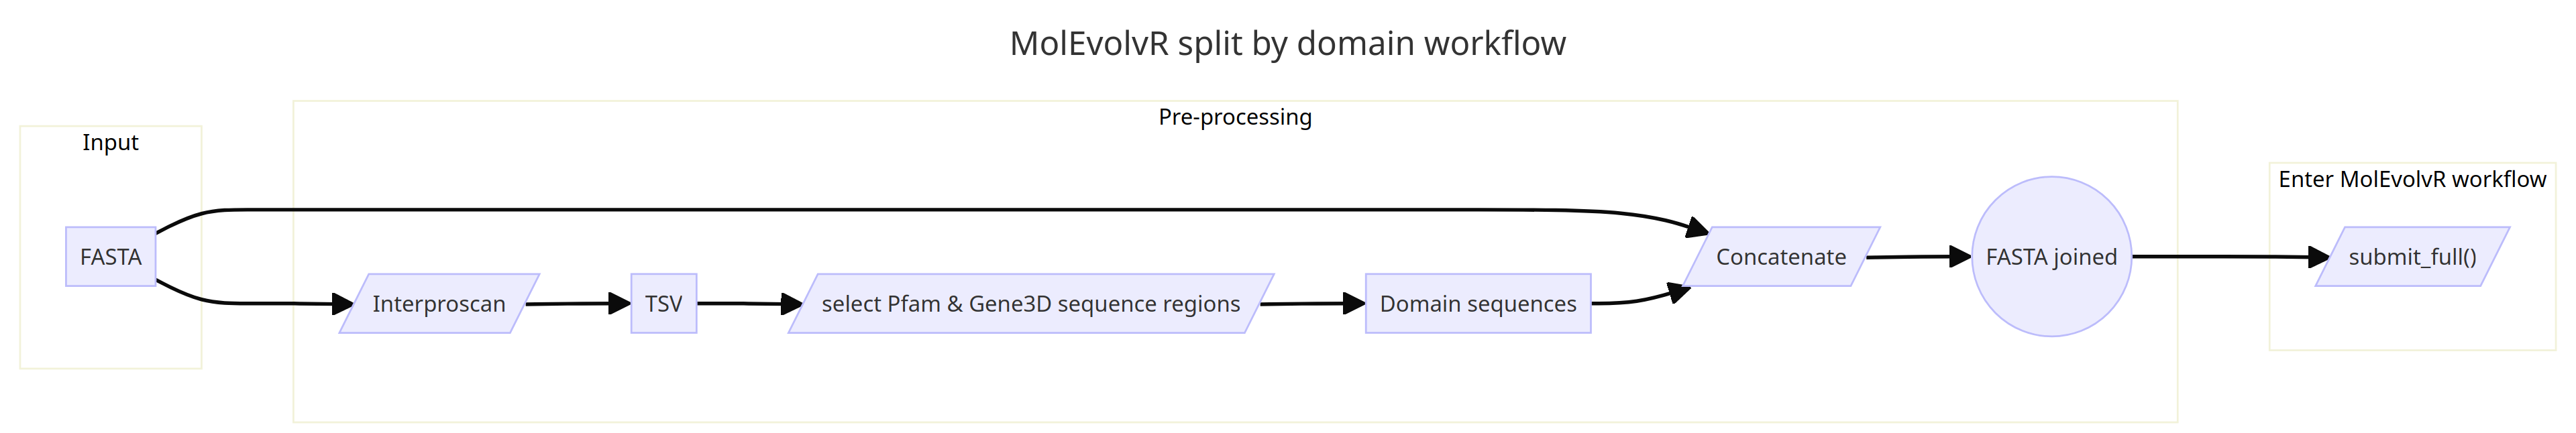 MolEvolvR split by domain workflow
Input
FASTA
Pre-processing
Interproscan
TSV
select Pfam & Gene3D sequence regions
Domain sequences
Concatenate
FASTA joined
Enter MolEvolvR workflow
submit_full()